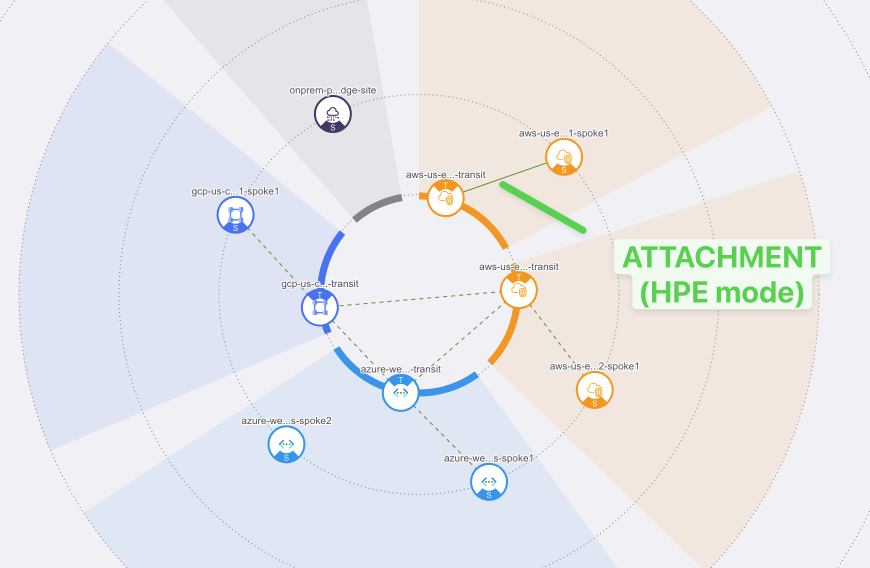 onprem-p...dge-site
S
aws-us-e...1-spoke1
S
aws-us-e...-transit
T
gcp-us-c...1-spoke1
S
ATTACHMENT
(HPE mode)
aws-us-e...-transit
T
gcp-us-c...-transit
T
azure-we...-transit
T
aws-us-e...2-spoke1
S
azure-we...s-spoke2
S
azure-we...s-spoke1
S